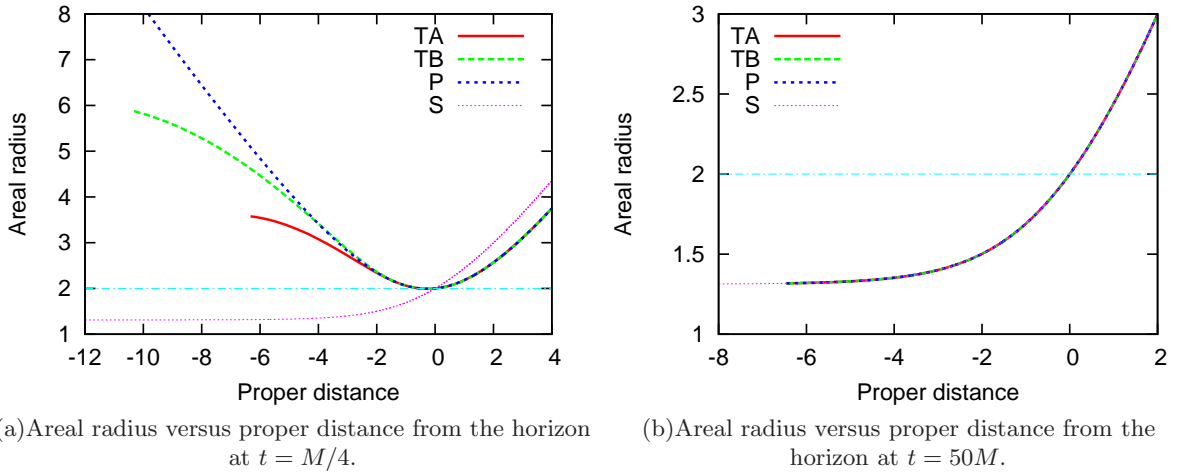 8
7
6
5
4
3
2
1
Areal radius
TA
TB
P
S
-12 -10 -8 -6 -4 -2 0 2 4
Proper distance
(a)Areal radius versus proper distance from the horizon
at t = M/4.
3
2.5
2
1.5
1
Areal radius
TA
TB
P
S
-8 -6 -4 -2 0 2
Proper distance
(b)Areal radius versus proper distance from the
horizon at t = 50M.